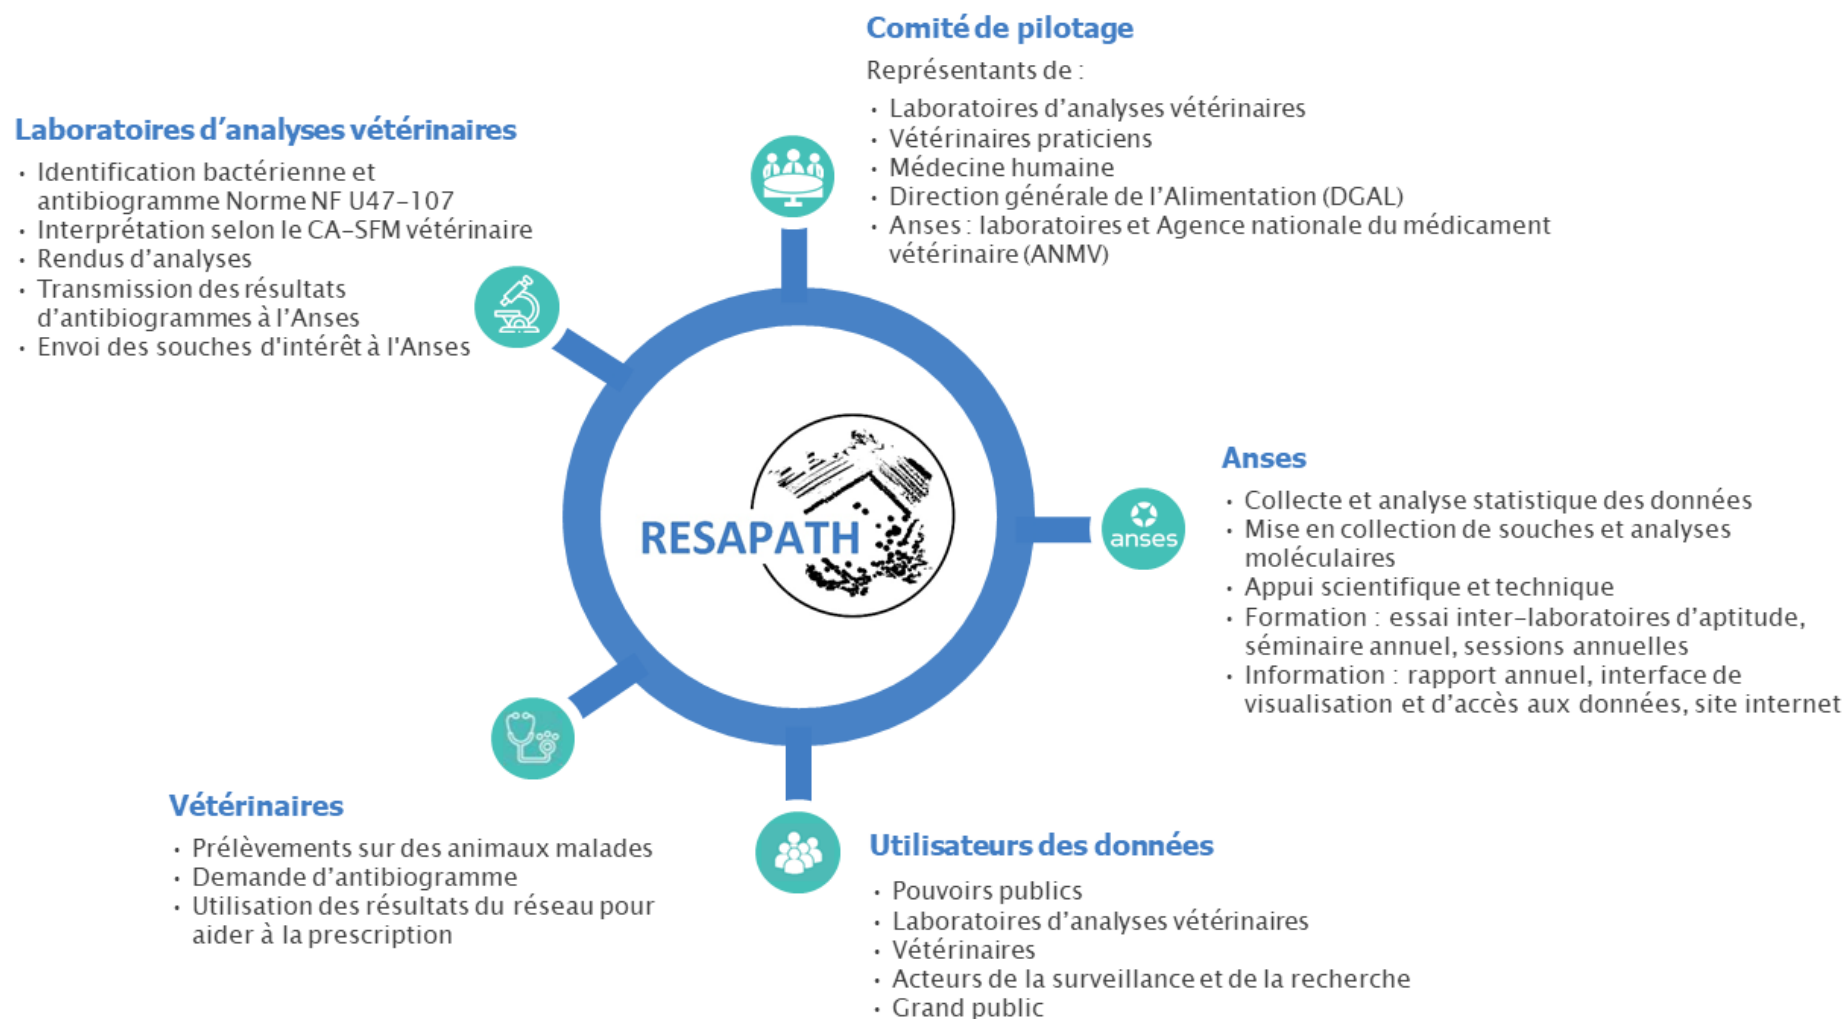 Comité de pilotage
Représentants de :
• Laboratoires d’analyses vétérinaires
• Vétérinaires praticiens
• Médecine humaine
• Direction générale de l’Alimentation (DGAL)
• Anses : laboratoires et Agence nationale du médicament
vétérinaire (ANMV)
Laboratoires d’analyses vétérinaires
• Identification bactérienne et
antibiogramme Norme NF U47-107
• Interprétation selon le CA-SFM vétérinaire
• Rendus d’analyses
• Transmission des résultats
d’antibiogrammes à l’Anses
• Envoi des souches d'intérêt à l'Anses
RESAPATH
anses
Anses
• Collecte et analyse statistique des données
• Mise en collection de souches et analyses
moléculaires
• Appui scientifique et technique
• Formation : essai inter-laboratoires d’aptitude,
séminaire annuel, sessions annuelles
• Information : rapport annuel, interface de
visualisation et d’accès aux données, site internet
Vétérinaires
• Prélèvements sur des animaux malades
• Demande d’antibiogramme
• Utilisation des résultats du réseau pour
aider à la prescription
Utilisateurs des données
• Pouvoirs publics
• Laboratoires d’analyses vétérinaires
• Vétérinaires
• Acteurs de la surveillance et de la recherche
• Grand public